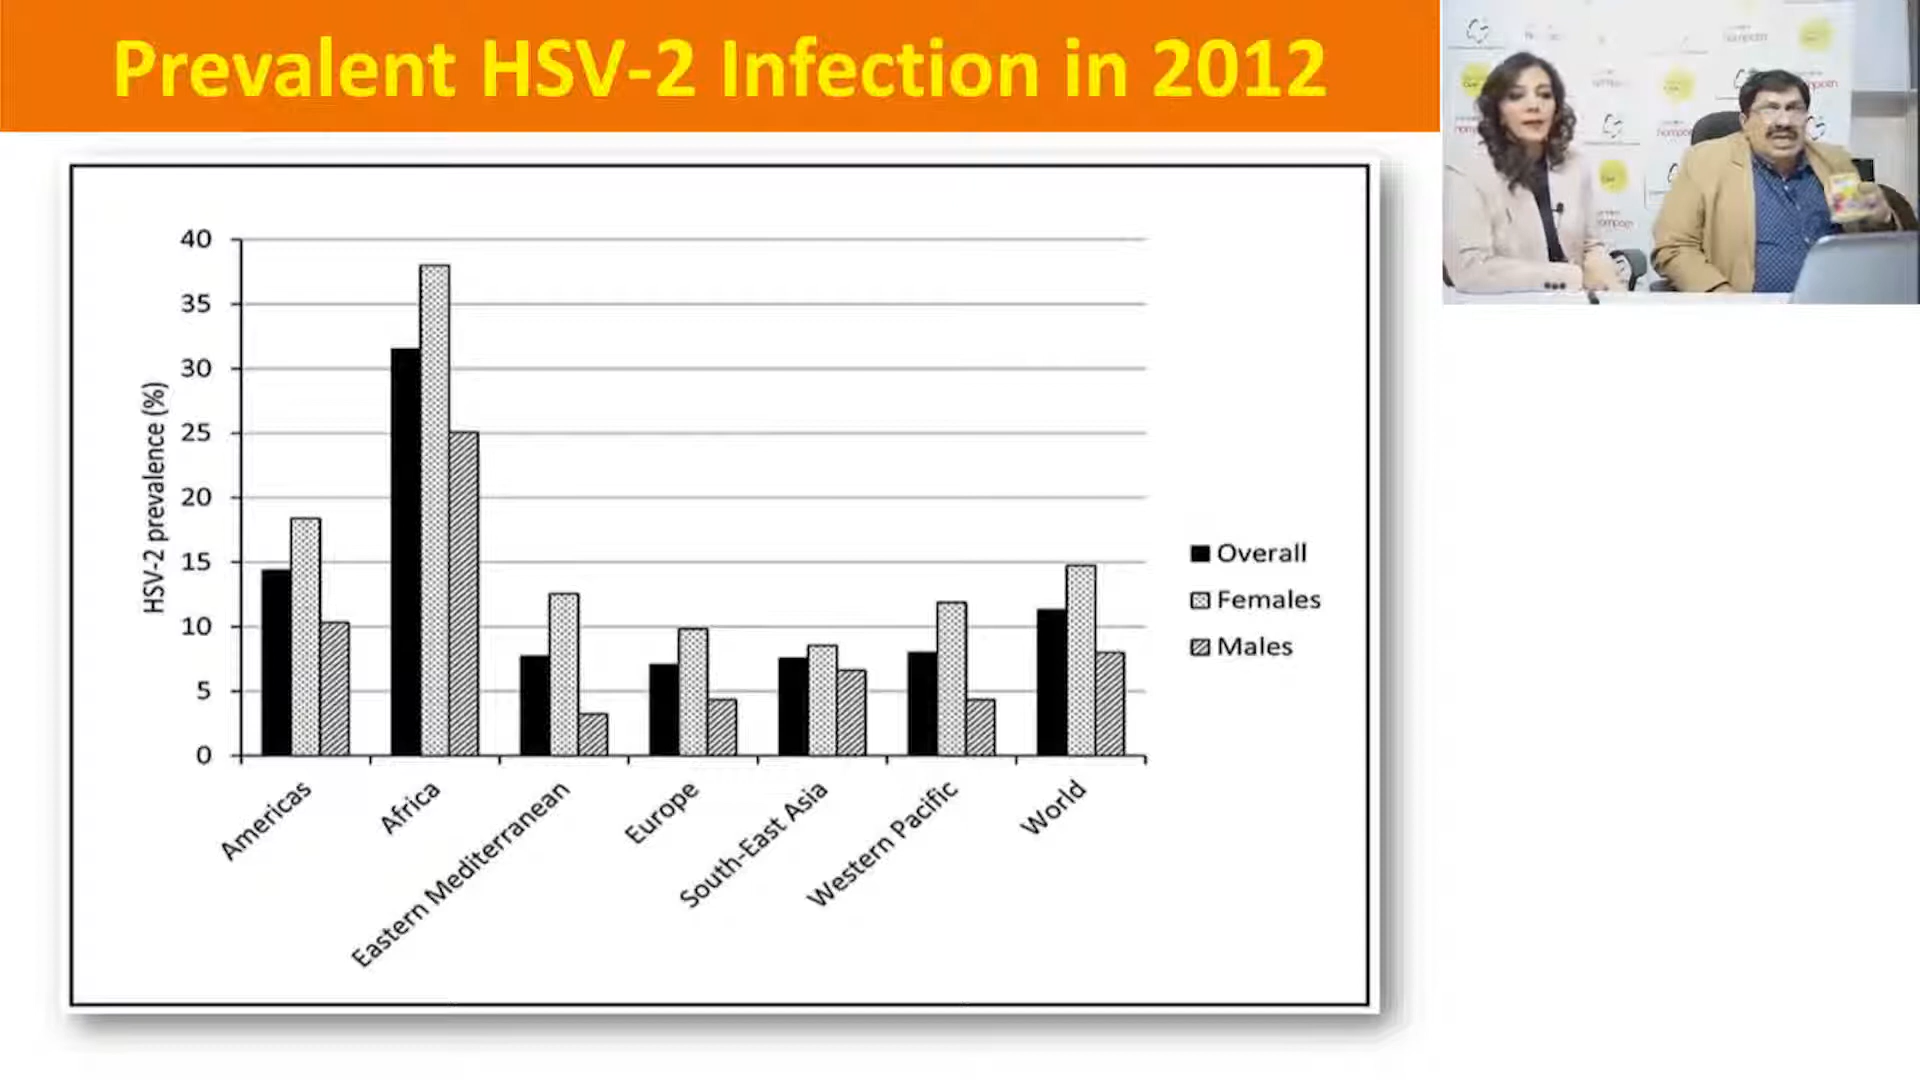 Prevalent HSV-2 Infection in 2012
HSV-2 prevalence (%)
40
35
30
25
20
15
10
5
0
Americas
Africa
Eastern Mediterranean
Europe
South-East Asia
Western Pacific
World
Overall
Females
Males